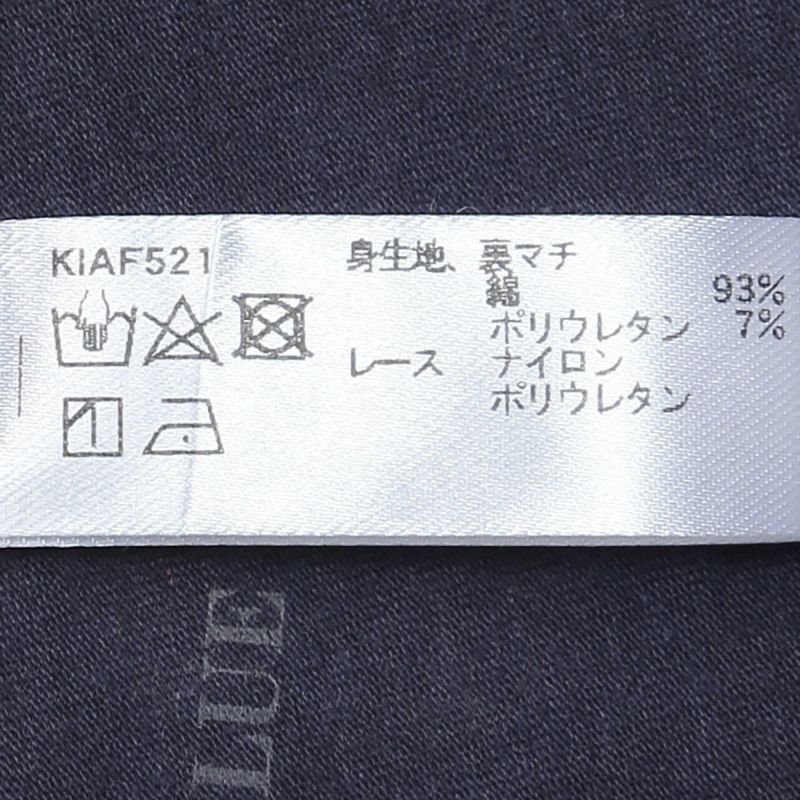 KIAF521
身生地、裏マチ
綿 93%
ポリウレタン 7%
レース ナイロン
ポリウレタン
LUE